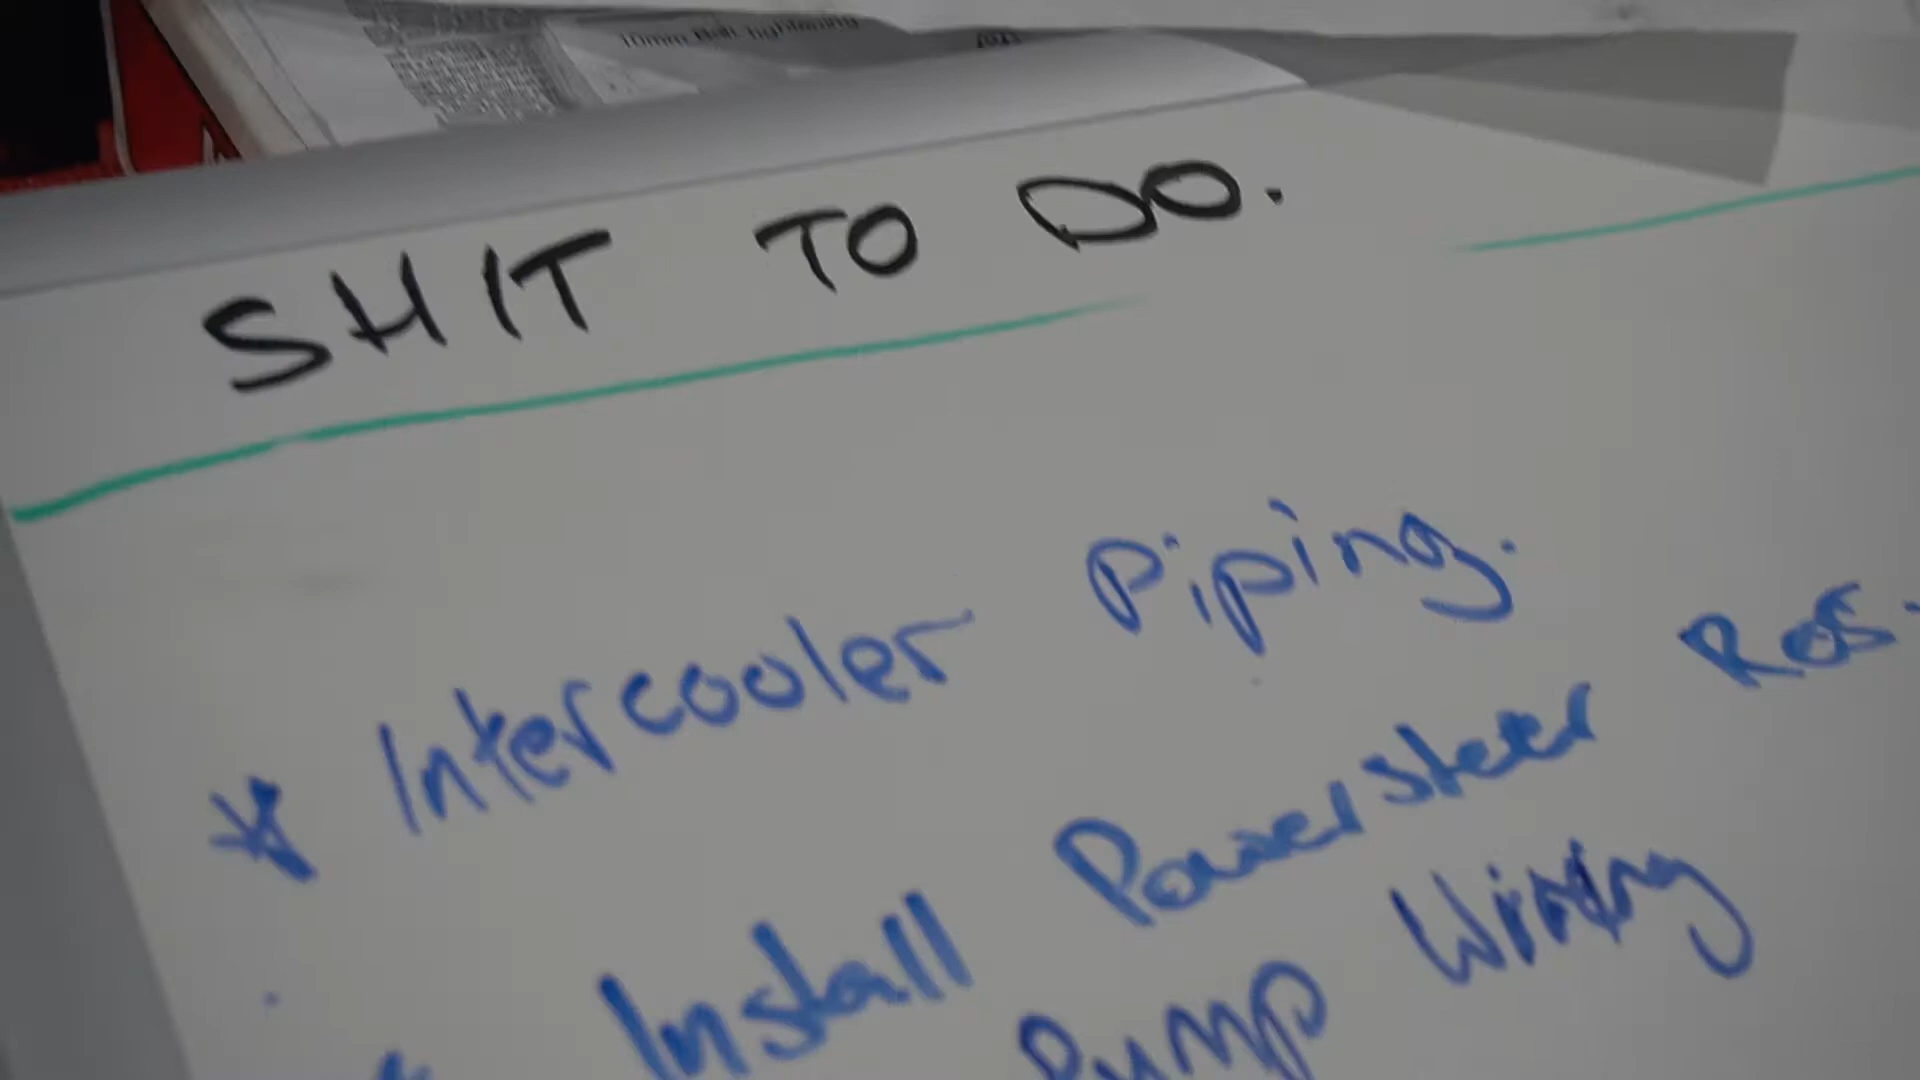 10mm Bolt tightening
SHIT TO DO.
* Intercooler Piping.
* Install Powersteer Res.
Pump Wiring